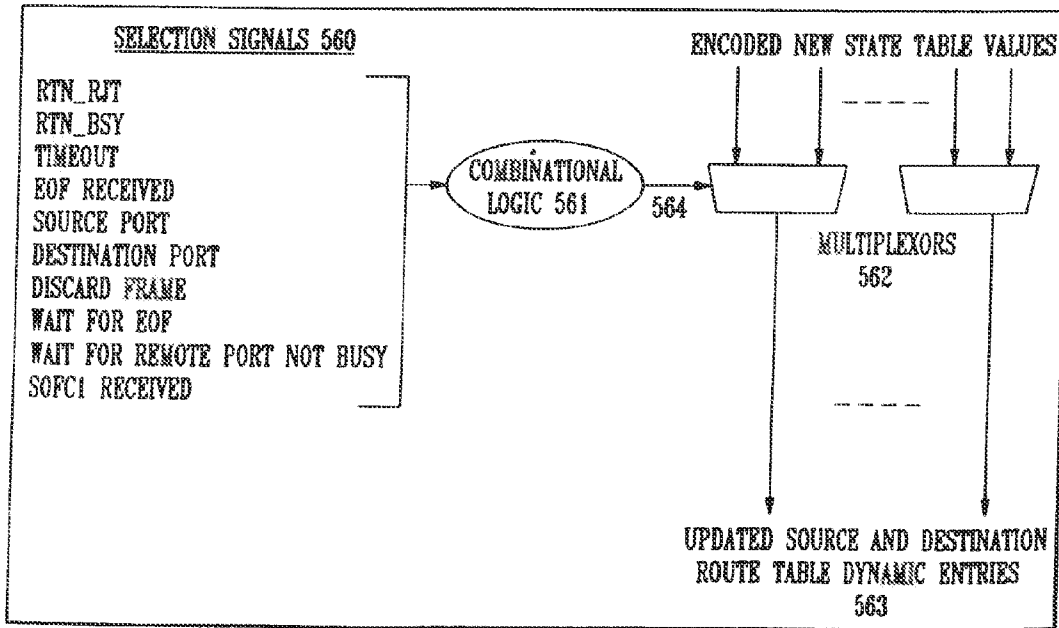 SELECTION SIGNALS 560
RTN_RJT
RTN_BSY
TIMEOUT
EOF RECEIVED
SOURCE PORT
DESTINATION PORT
DISCARD FRAME
WAIT FOR EOF
WAIT FOR REMOTE PORT NOT BUSY
SOFC1 RECEIVED
COMBINATIONAL
LOGIC 561
564
ENCODED NEW STATE TABLE VALUES
MULTIPLEXORS
562
UPDATED SOURCE AND DESTINATION
ROUTE TABLE DYNAMIC ENTRIES
563